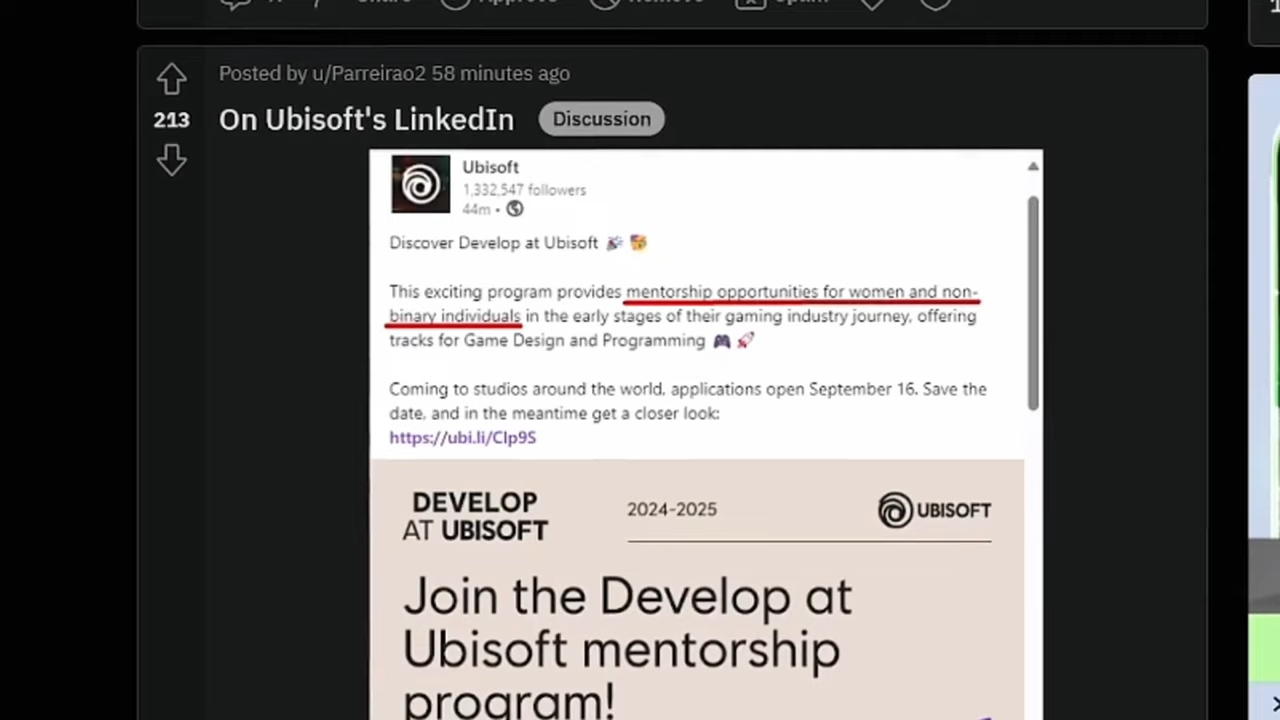 Share Approve Remove Spam
Posted by u/Parreirao2 58 minutes ago
213
On Ubisoft's LinkedIn Discussion
Ubisoft
1,332,547 followers
44m •
Discover Develop at Ubisoft 🎉 🥳
This exciting program provides mentorship opportunities for women and non-
binary individuals in the early stages of their gaming industry journey, offering
tracks for Game Design and Programming 🎮 🚀
Coming to studios around the world, applications open September 16. Save the
date, and in the meantime get a closer look:
https://ubi.li/Clp9S
DEVELOP
AT UBISOFT
2024-2025
UBISOFT
Join the Develop at
Ubisoft mentorship
program!